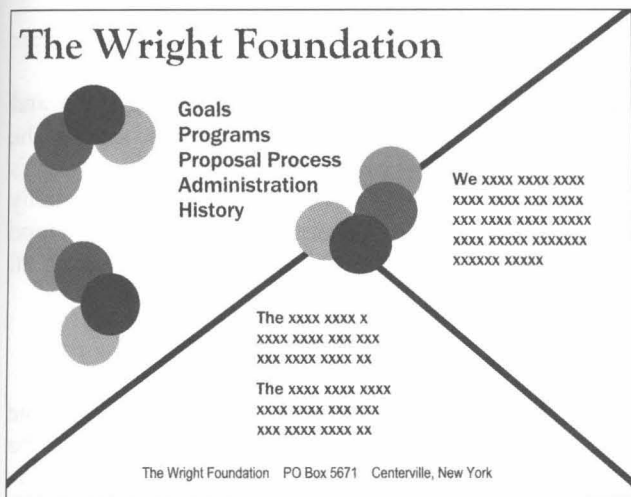 The Wright Foundation
Goals
Programs
Proposal Process
Administration
History
We xxxx xxxx xxxx
xxxx xxxx xxx xxxx
xxx xxxx xxxx xxxxx
xxxx xxxxx xxxxxxx
xxxxxx xxxxx
The xxxx xxxx x
xxxx xxxx xxx xxx
xxx xxxx xxxx xx
The xxxx xxxx xxxx
xxxx xxxx xxx xxx
xxx xxxx xxxx xx
The Wright Foundation PO Box 5671 Centerville, New York